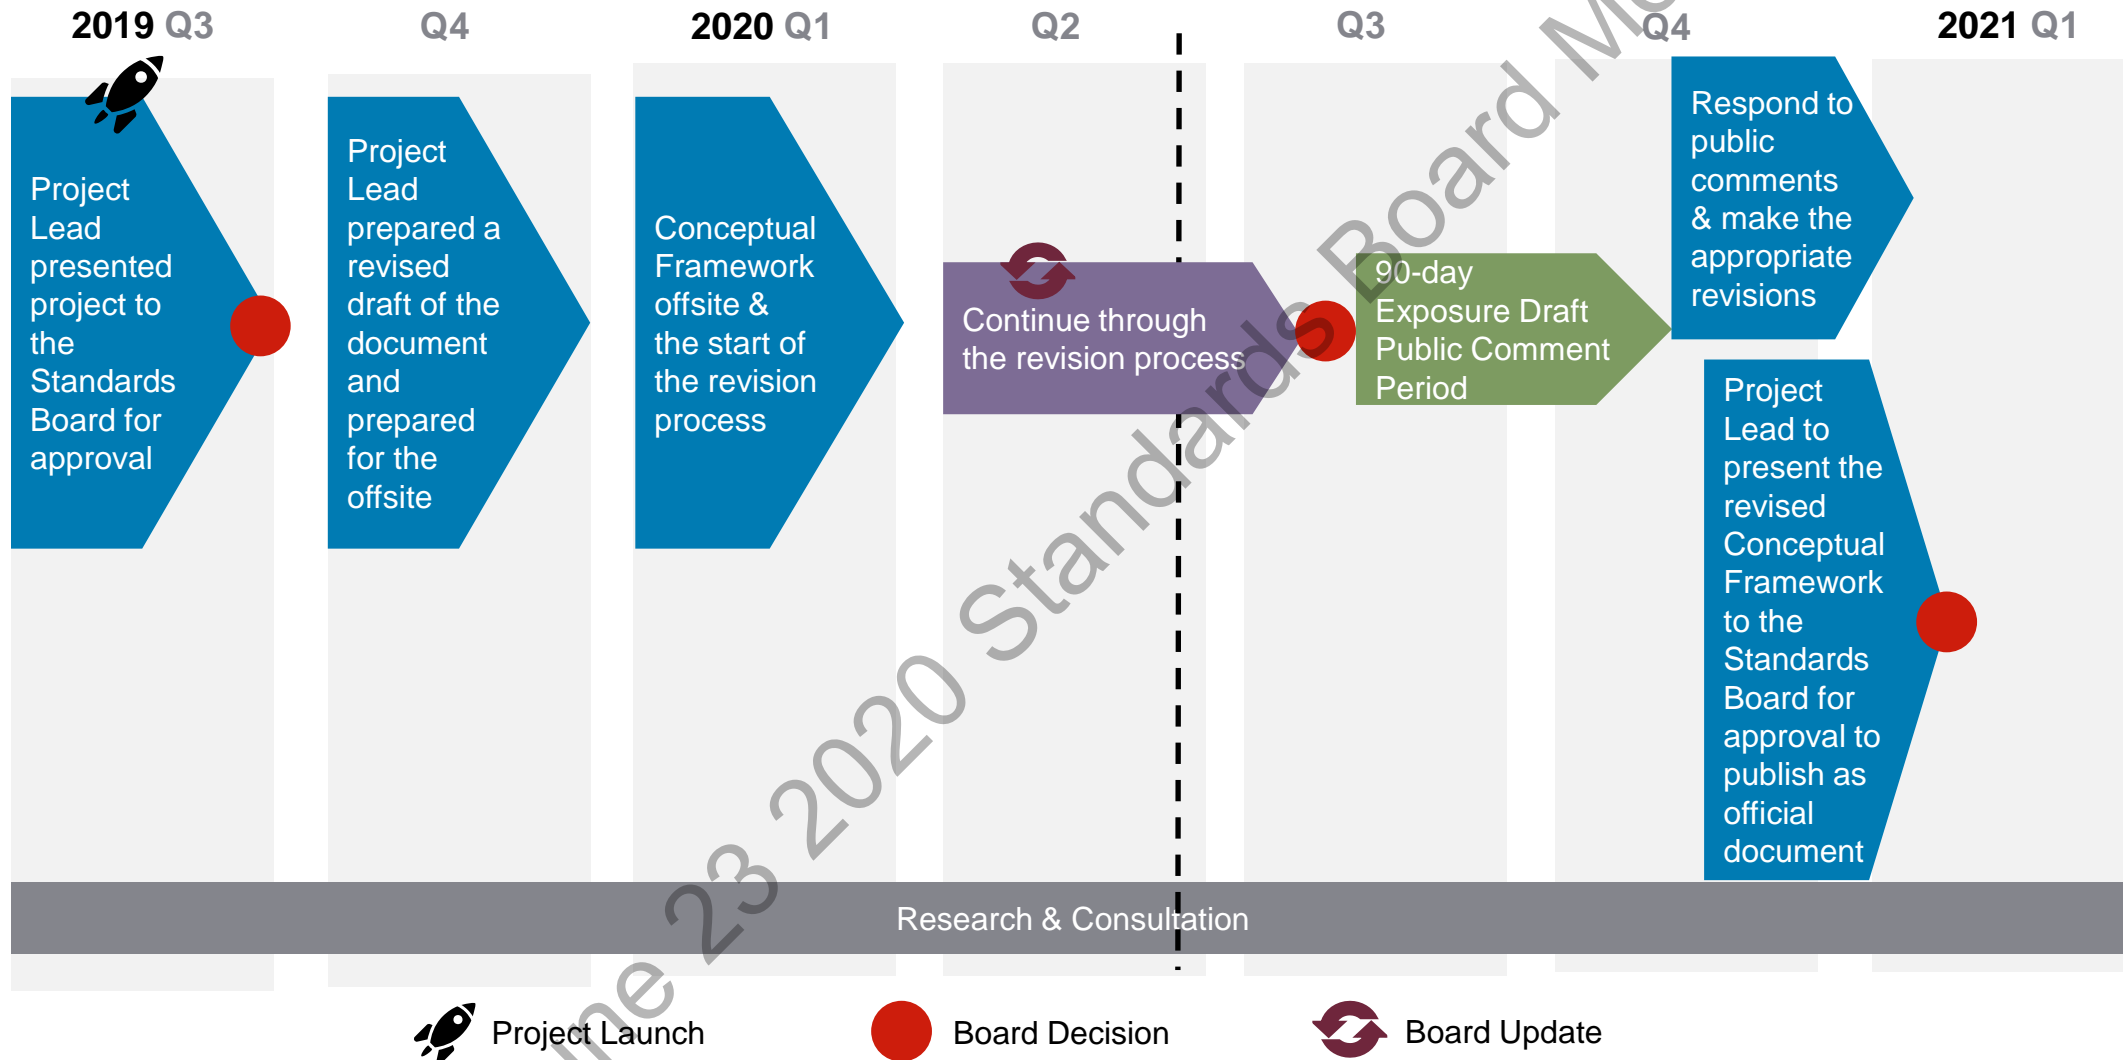 2019 Q3
Q4
2020 Q1
Q2
Q3
Q4
2021 Q1
Project
Lead
presented
project to
the
Standards
Board for
approval
Project
Lead
prepared a
revised
draft of the
document
and
prepared
for the
offsite
Conceptual
Framework
offsite &
the start of
the revision
process
Continue through
the revision process
90-day
Exposure Draft
Public Comment
Period
Respond to
public
comments
& make the
appropriate
revisions
Project
Lead to
present the
revised
Conceptual
Framework
to the
Standards
Board for
approval to
publish as
official
document
Research & Consultation
Project Launch
Board Decision
Board Update
23 2020 Standards Board